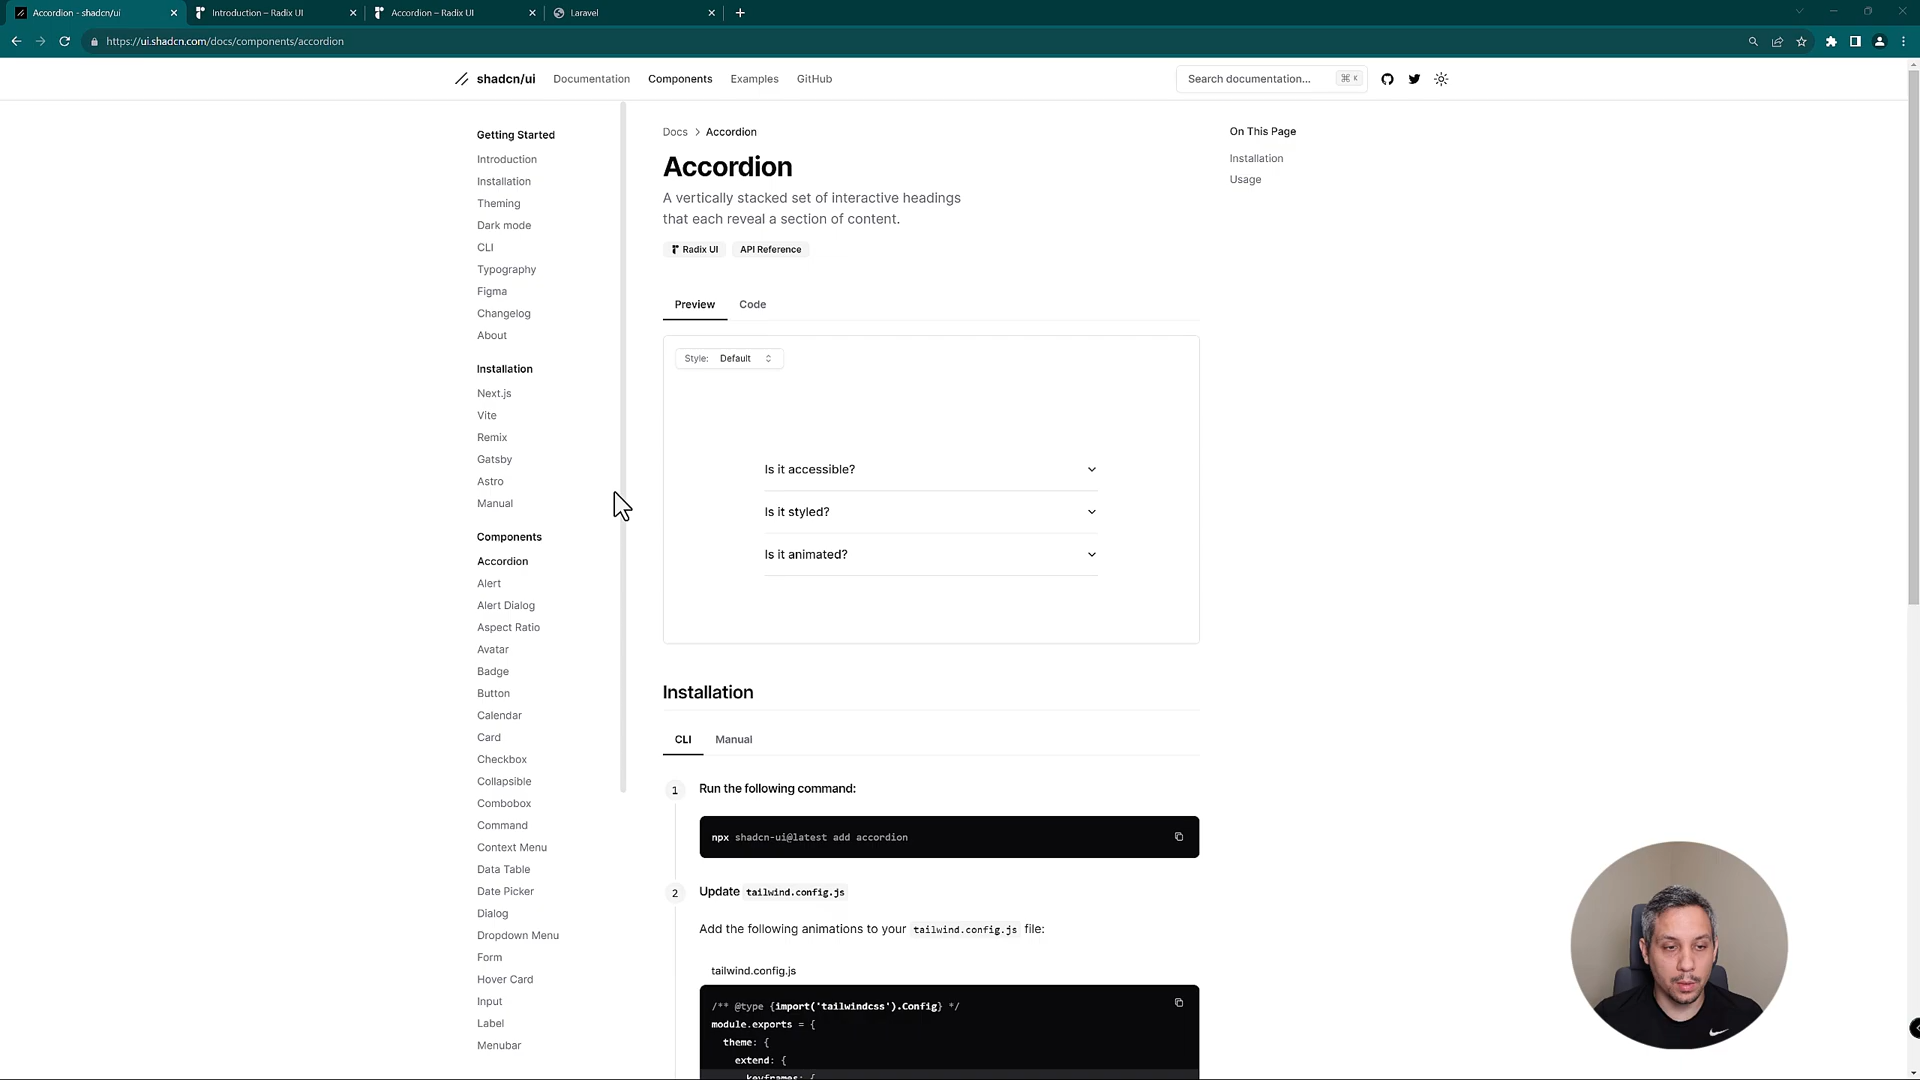 Accordion - shadcn/ui
Introduction – Radix UI
Accordion – Radix UI
Laravel
https://ui.shadcn.com/docs/components/accordion
shadcn/ui
Documentation
Components
Examples
GitHub
Search documentation...
⌘ K
Getting Started
Introduction
Installation
Theming
Dark mode
CLI
Typography
Figma
Changelog
About
Installation
Next.js
Vite
Remix
Gatsby
Astro
Manual
Components
Accordion
Alert
Alert Dialog
Aspect Ratio
Avatar
Badge
Button
Calendar
Card
Checkbox
Collapsible
Combobox
Command
Context Menu
Data Table
Date Picker
Dialog
Dropdown Menu
Form
Hover Card
Input
Label
Menubar
Docs > Accordion
Accordion
A vertically stacked set of interactive headings
that each reveal a section of content.
Radix UI
API Reference
Preview
Code
Style: Default
Is it accessible?
Is it styled?
Is it animated?
Installation
CLI
Manual
1
Run the following command:
npx shadcn-ui@latest add accordion
2
Update tailwind.config.js
Add the following animations to your tailwind.config.js file:
tailwind.config.js
/** @type {import('tailwindcss').Config} */
module.exports = {
theme: {
extend: {
keyframes: {
On This Page
Installation
Usage